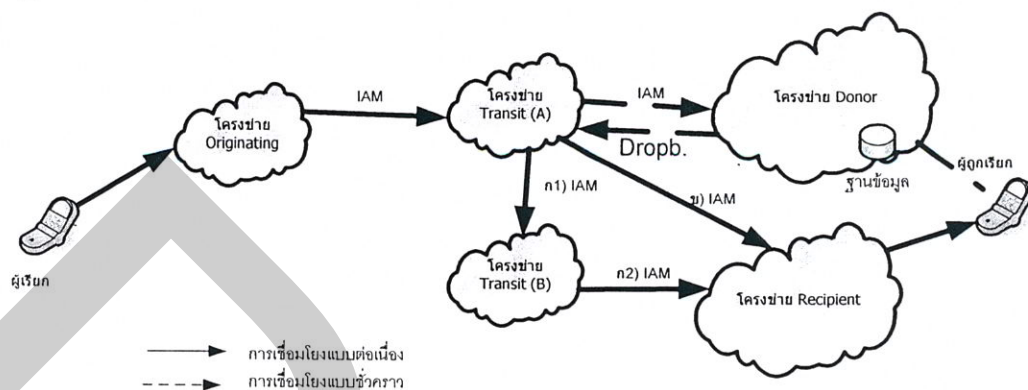 IAM
โครงข่าย
Originating
โครงข่าย
Transit (A)
IAM
Dropb.
โครงข่าย Donor
ฐานข้อมูล
ผู้ถูกเรียก
ก1) IAM
ข) IAM
โครงข่าย
Transit (B)
ก2) IAM
โครงข่าย Recipient
ผู้เรียก
การเชื่อมโยงแบบต่อเนื่อง
การเชื่อมโยงแบบชั่วคราว